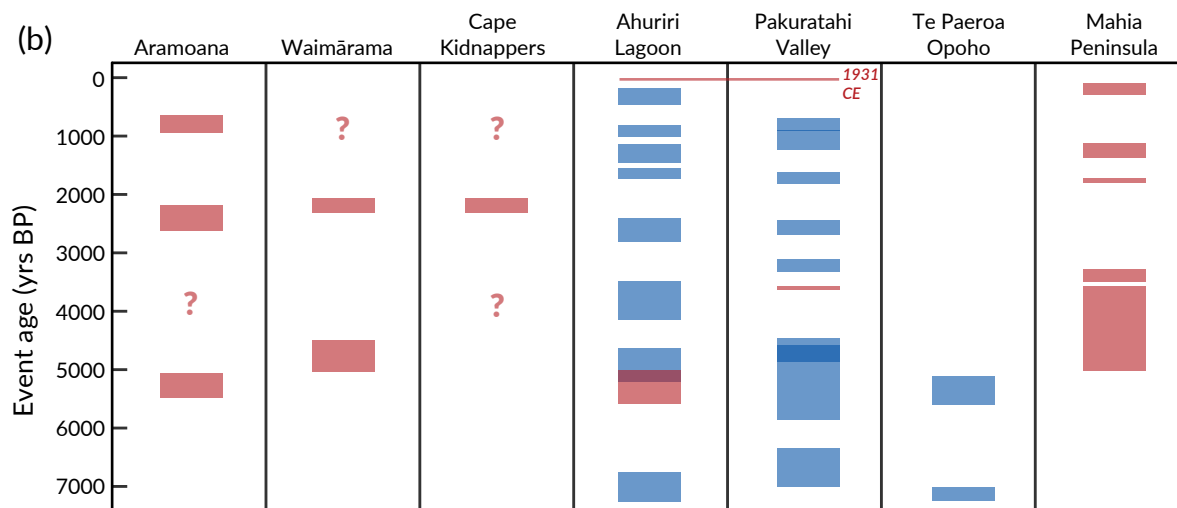 (b)
Aramoana
Waimārama
Cape
Kidnappers
Ahuriri
Lagoon
Pakuratahi
Valley
Te Paeroa
Opoho
Mahia
Peninsula
Event age (yrs BP)
0
1000
2000
3000
4000
5000
6000
7000
1931
CE
?
?
?
?
?